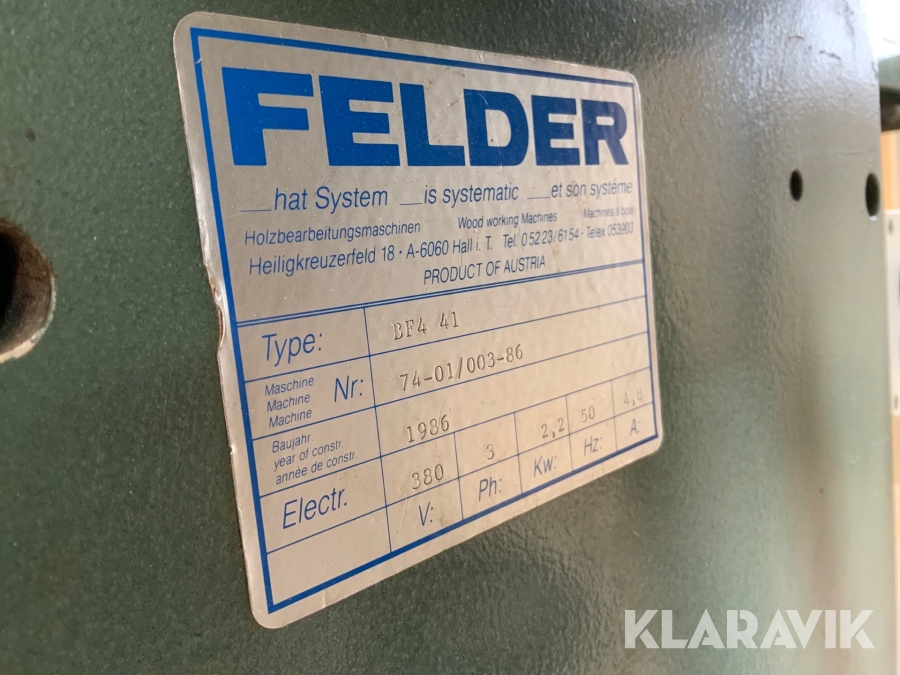 FELDER
__hat System __is systematic __et son système
Holzbearbeitungsmaschinen Wood working Machines Machines à bois
Heiligkreuzerfeld 18 · A-6060 Hall i. T. Tel. 05223/6154 · Telex 053903
PRODUCT OF AUSTRIA
Type: BF4 41
Maschine
Machine
Machine
Nr: 74-01/003-86
Baujahr.
year of constr.
année de constr.
1986
Electr. 380 3 2,2 50 4,8
V: Ph: Kw: Hz: A:
KLARAVIK